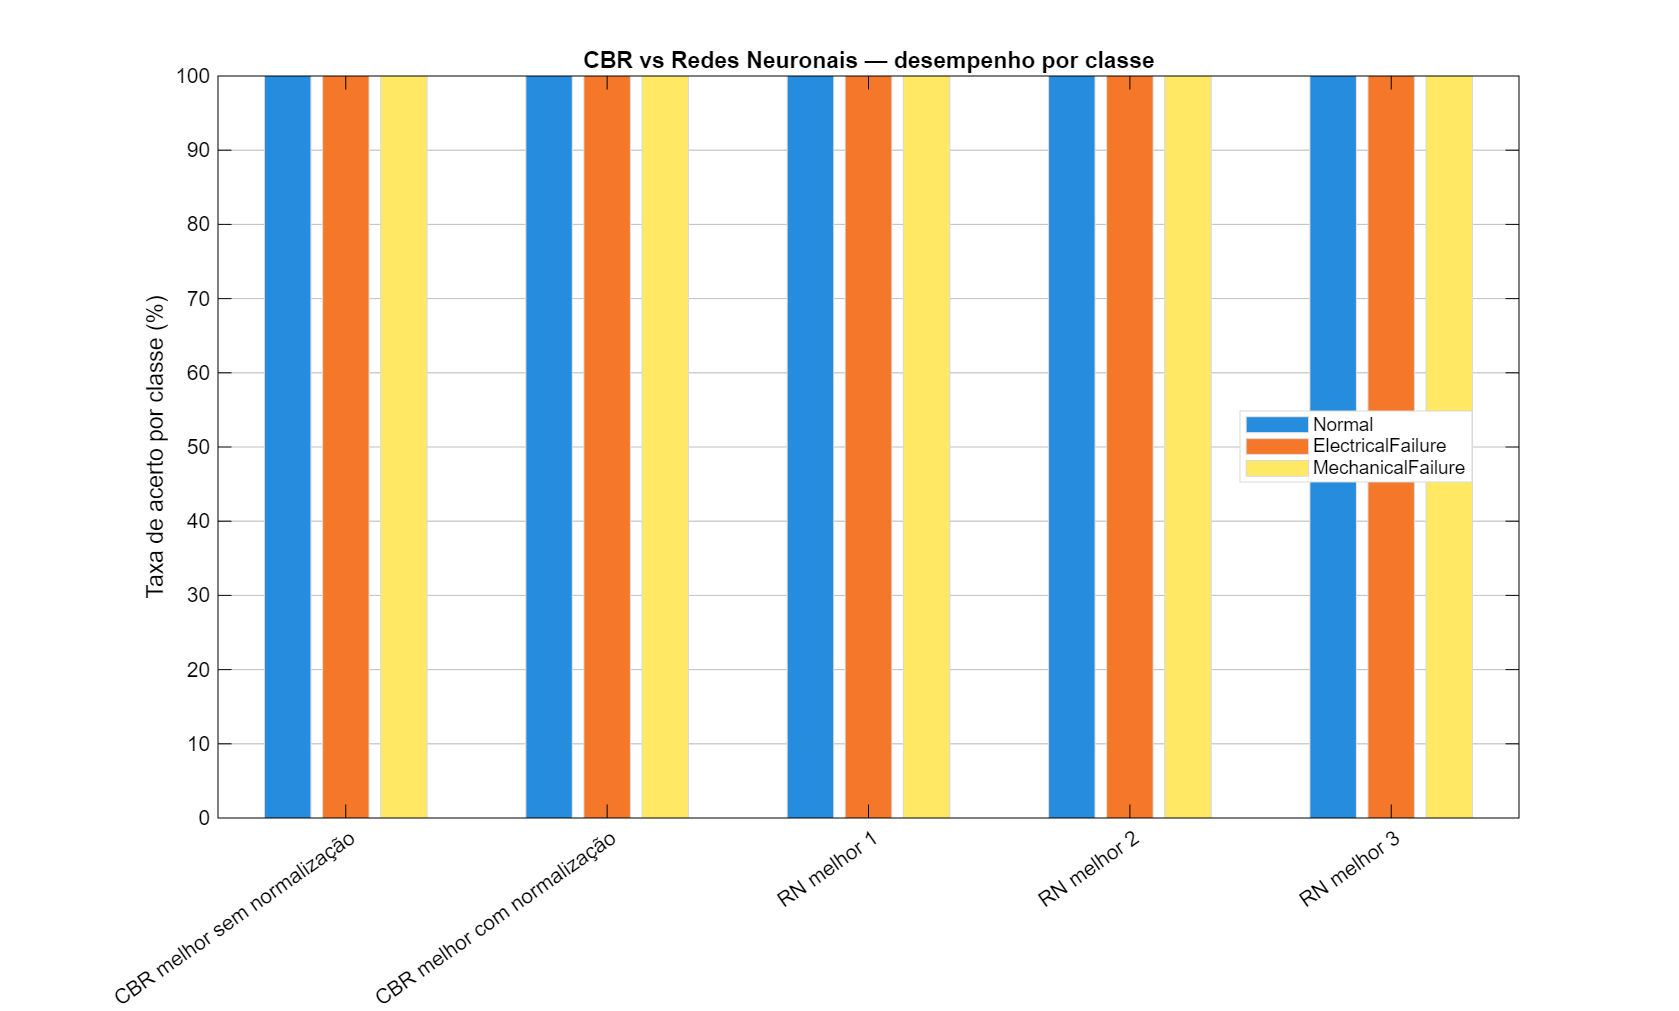 CBR vs Redes Neuronais — desempenho por classe
Taxa de acerto por classe (%)
100
90
80
70
60
50
40
30
20
10
0
Normal
ElectricalFailure
MechanicalFailure
CBR melhor sem normalização
CBR melhor com normalização
RN melhor 1
RN melhor 2
RN melhor 3